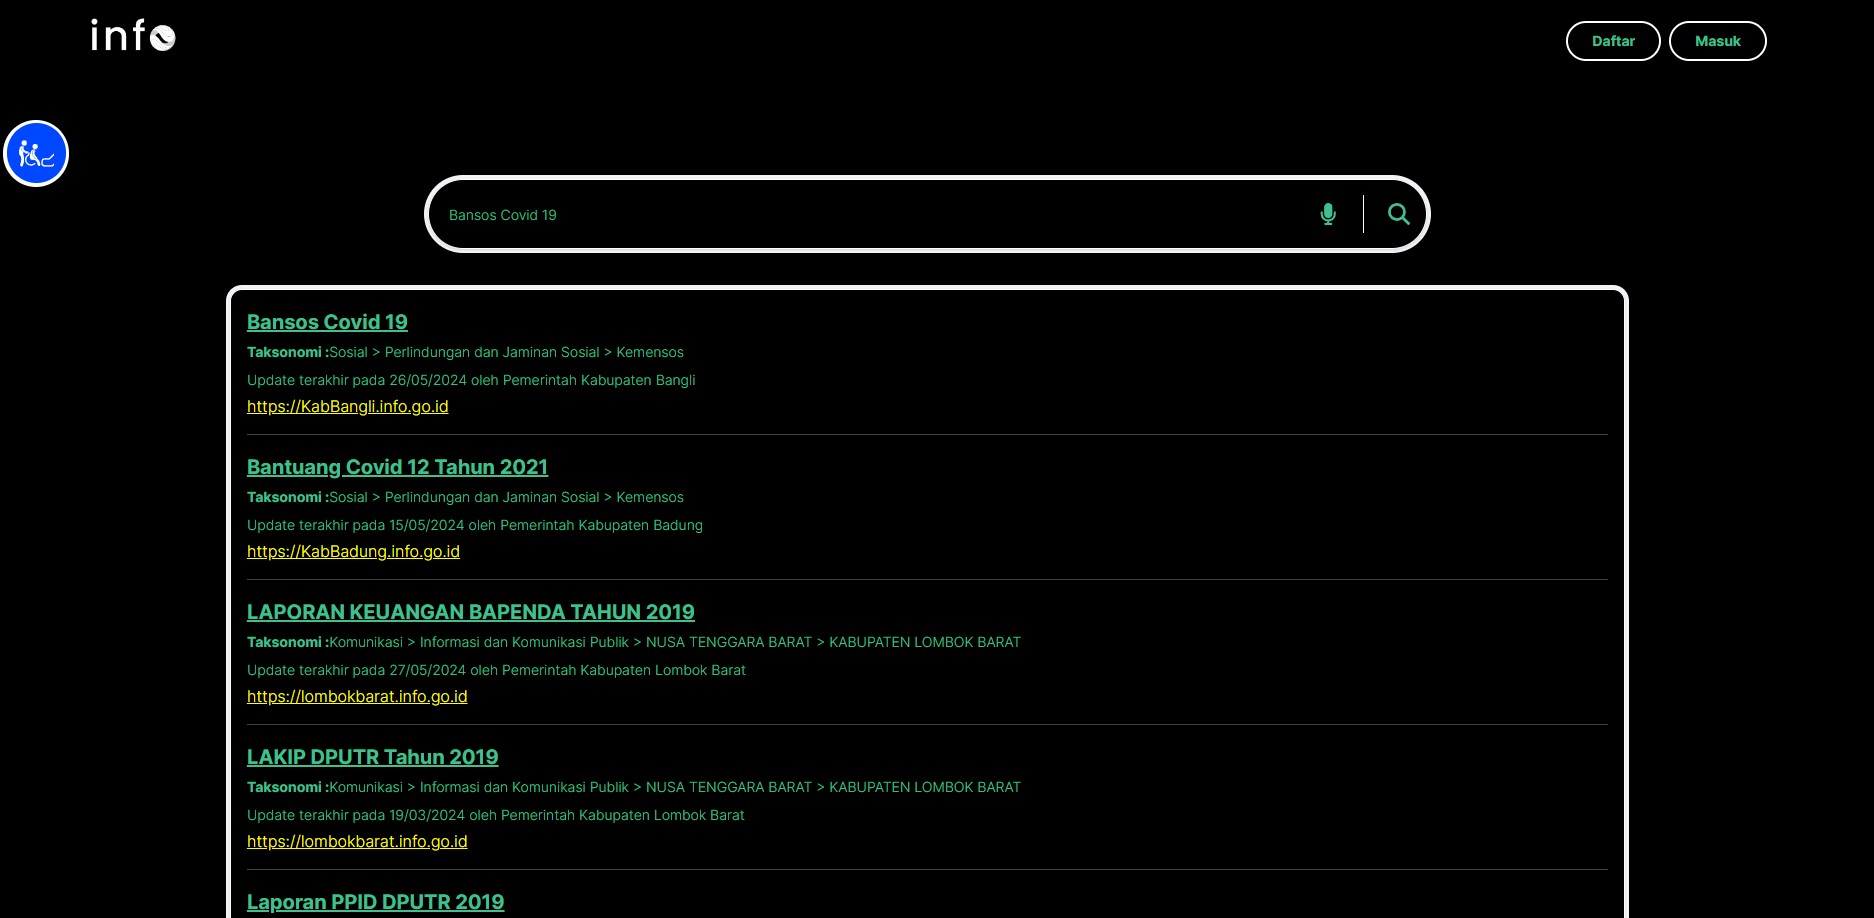 info
Daftar
Masuk
Bansos Covid 19
Bansos Covid 19
Taksonomi :Sosial > Perlindungan dan Jaminan Sosial > Kemensos
Update terakhir pada 26/05/2024 oleh Pemerintah Kabupaten Bangli
https://KabBangli.info.go.id
Bantuang Covid 12 Tahun 2021
Taksonomi :Sosial > Perlindungan dan Jaminan Sosial > Kemensos
Update terakhir pada 15/05/2024 oleh Pemerintah Kabupaten Badung
https://KabBadung.info.go.id
LAPORAN KEUANGAN BAPENDA TAHUN 2019
Taksonomi :Komunikasi > Informasi dan Komunikasi Publik > NUSA TENGGARA BARAT > KABUPATEN LOMBOK BARAT
Update terakhir pada 27/05/2024 oleh Pemerintah Kabupaten Lombok Barat
https://lombokbarat.info.go.id
LAKIP DPUTR Tahun 2019
Taksonomi :Komunikasi > Informasi dan Komunikasi Publik > NUSA TENGGARA BARAT > KABUPATEN LOMBOK BARAT
Update terakhir pada 19/03/2024 oleh Pemerintah Kabupaten Lombok Barat
https://lombokbarat.info.go.id
Laporan PPID DPUTR 2019